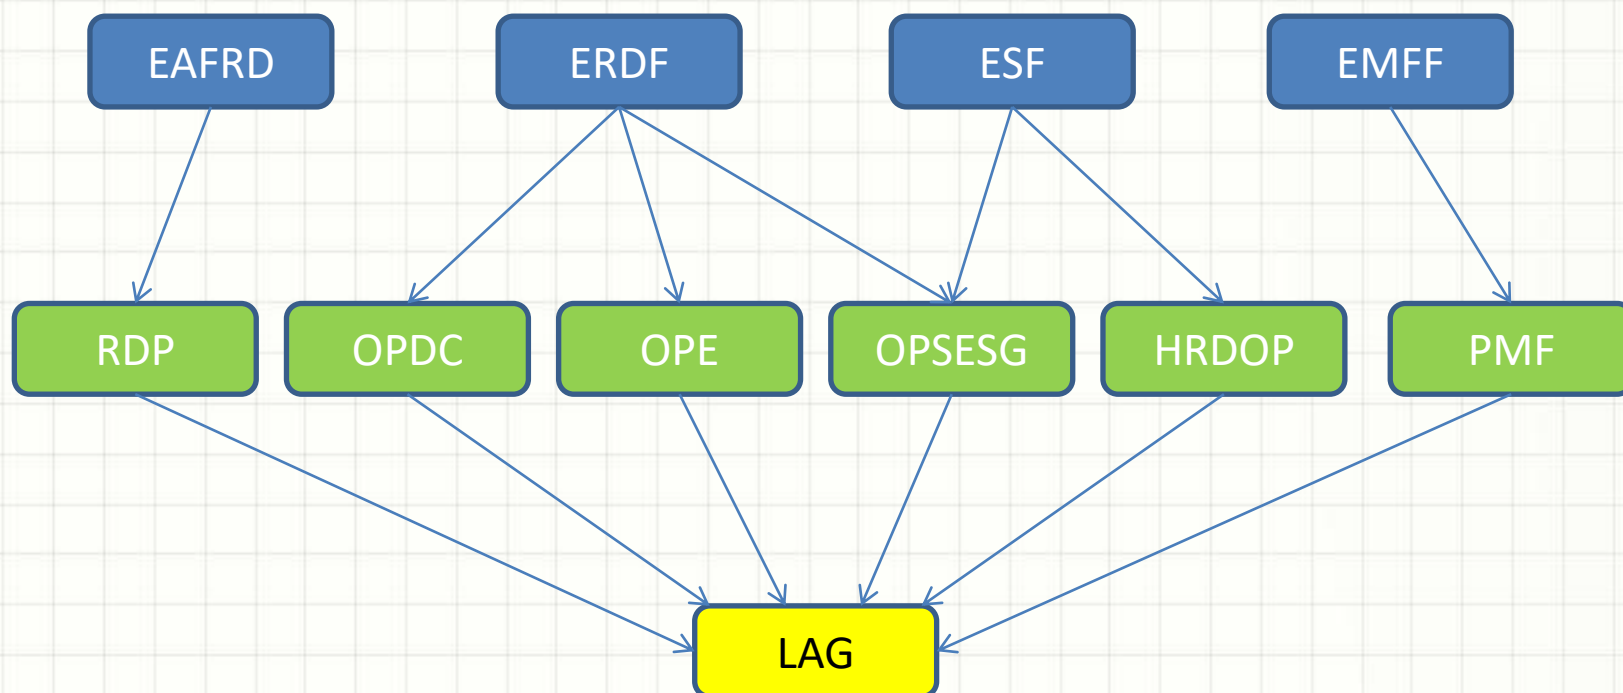 EAFRD
ERDF
ESF
EMFF
RDP
OPDC
OPE
OPSESG
HRDOP
PMF
LAG